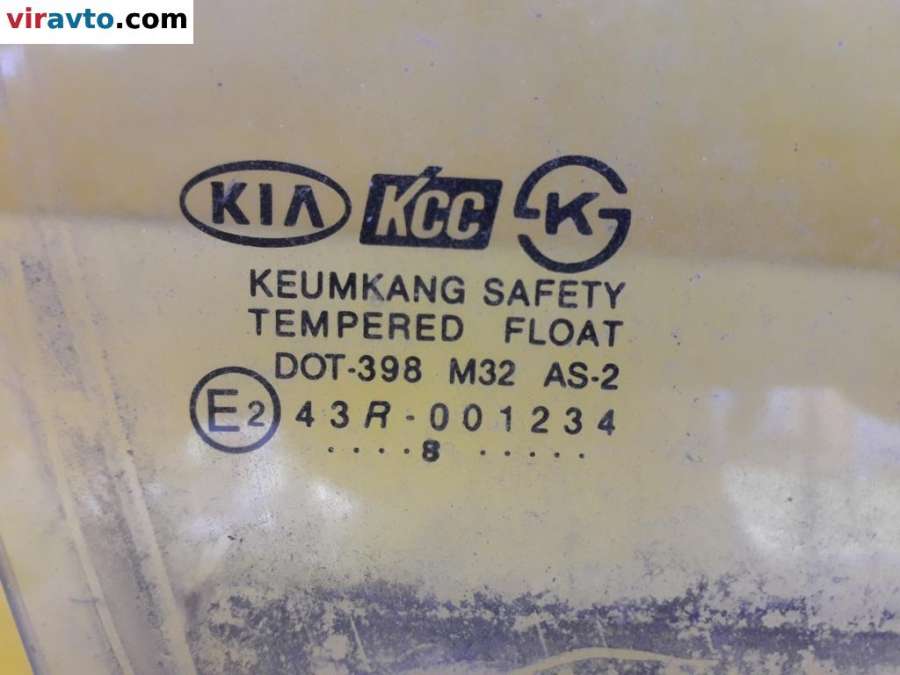 viravto.com
KIA KCC K
KEUMKANG SAFETY
TEMPERED FLOAT
DOT-398 M32 AS-2
E2 43R-001234
....8 .....